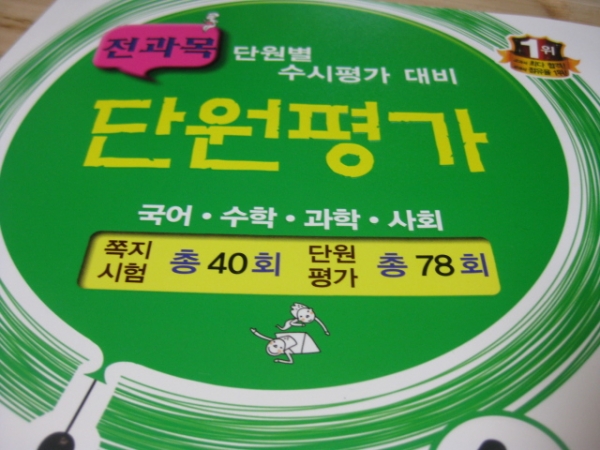 전과목
단원별
수시평가 대비
1위
단원평가
국어 • 수학 • 과학 • 사회
쪽지
시험
총 40회
단원
평가
총 78회